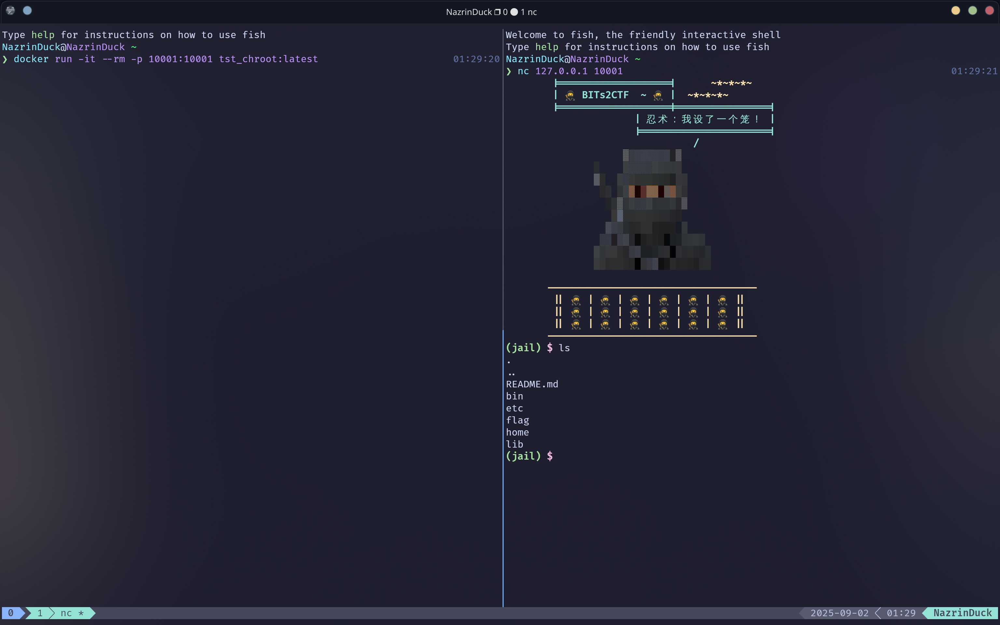 NazrinDuck 0 1 nc
Type help for instructions on how to use fish
NazrinDuck@NazrinDuck ~
❯ docker run -it --rm -p 10001:10001 tst_chroot:latest 01:29:20
Welcome to fish, the friendly interactive shell
Type help for instructions on how to use fish
NazrinDuck@NazrinDuck ~
❯ nc 127.0.0.1 10001 01:29:21
~*~*~*~
BITs2CTF ~ ~*~*~*~
忍术：我设了一个笼！
/
(jail) $ ls
.
..
README.md
bin
etc
flag
home
lib
(jail) $
0 1 nc * 2025-09-02 01:29 NazrinDuck